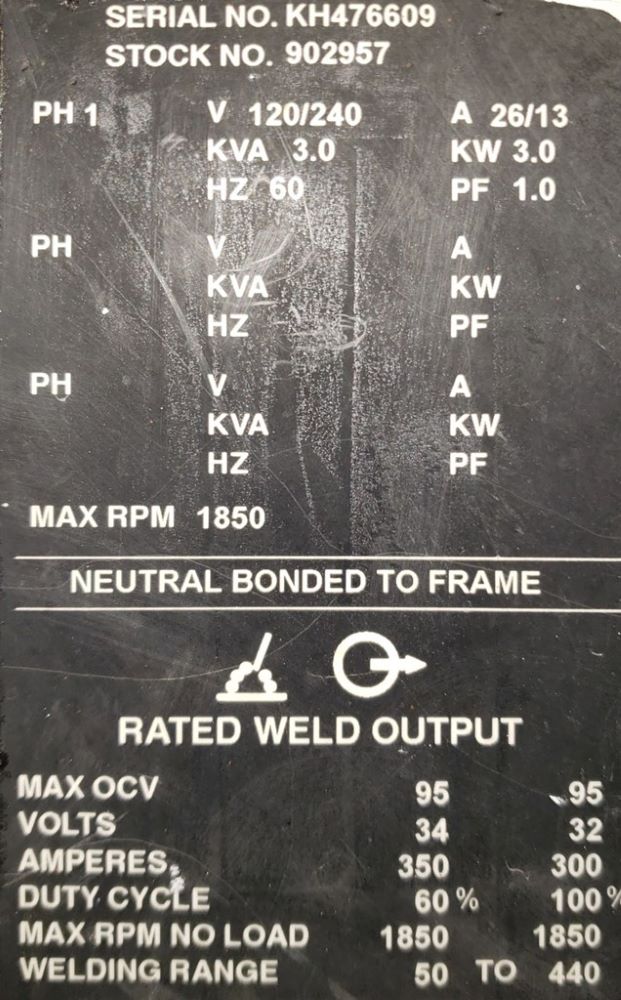 SERIAL NO. KH476609
STOCK NO. 902957
PH 1 V 120/240 A 26/13
KVA 3.0 KW 3.0
HZ 60 PF 1.0
PH V A
KVA KW
HZ PF
PH V A
KVA KW
HZ PF
MAX RPM 1850
NEUTRAL BONDED TO FRAME
RATED WELD OUTPUT
MAX OCV 95 95
VOLTS 34 32
AMPERES 350 300
DUTY CYCLE 60% 100%
MAX RPM NO LOAD 1850 1850
WELDING RANGE 50 TO 440